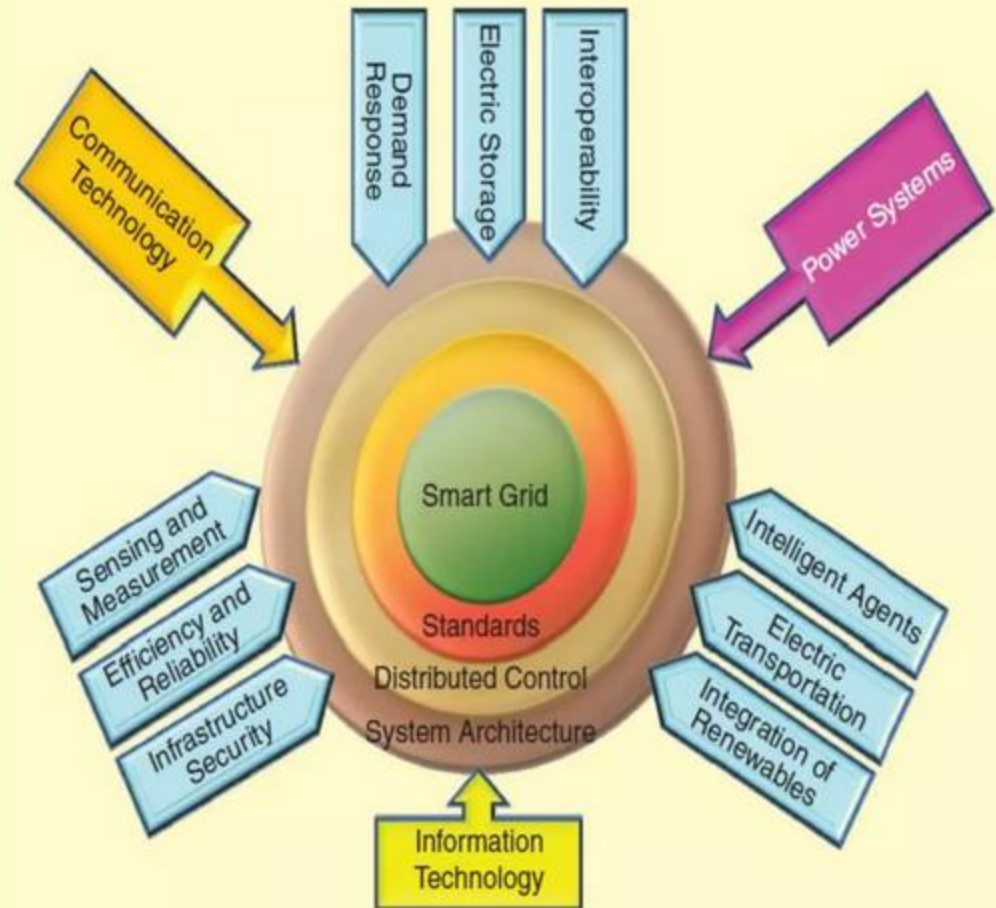 Demand
Response
Electric Storage
Interoperability
Communication
Technology
Power Systems
Smart Grid
Standards
Distributed Control
System Architecture
Sensing and
Measurement
Efficiency and
Reliability
Infrastructure
Security
Intelligent Agents
Electric
Transportation
Integration of
Renewables
Information
Technology